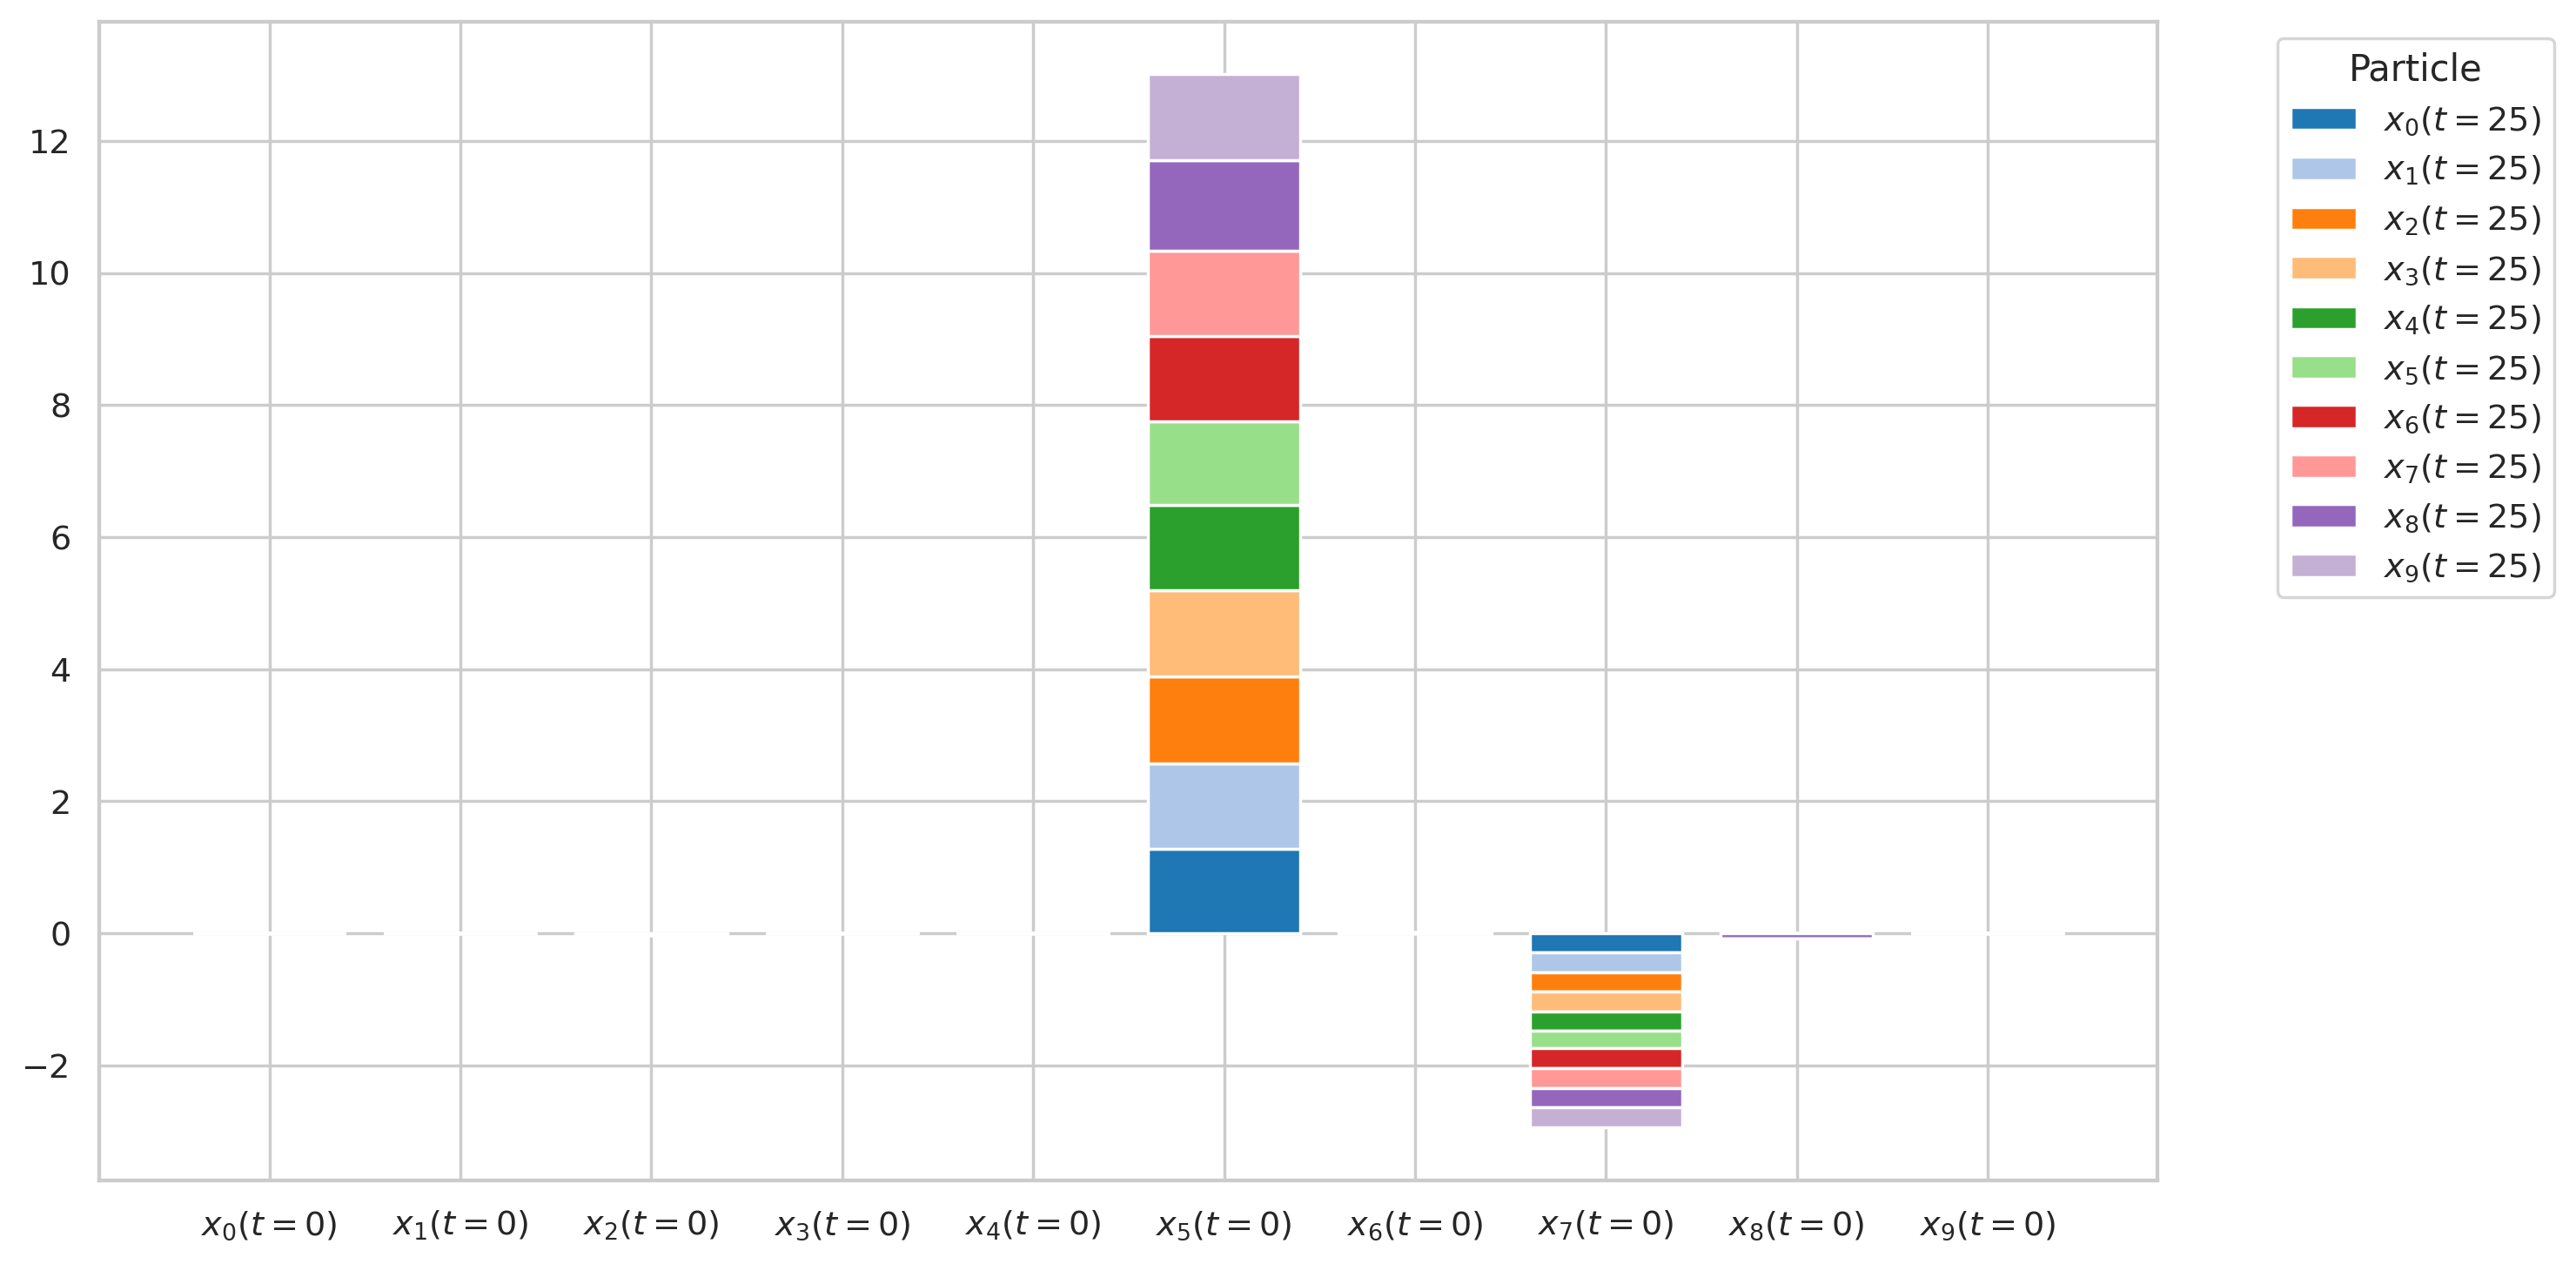 12
10
8
6
4
2
0
−2
x₀(t = 0)
x₁(t = 0)
x₂(t = 0)
x₃(t = 0)
x₄(t = 0)
x₅(t = 0)
x₆(t = 0)
x₇(t = 0)
x₈(t = 0)
x₉(t = 0)
Particle
x₀(t = 25)
x₁(t = 25)
x₂(t = 25)
x₃(t = 25)
x₄(t = 25)
x₅(t = 25)
x₆(t = 25)
x₇(t = 25)
x₈(t = 25)
x₉(t = 25)